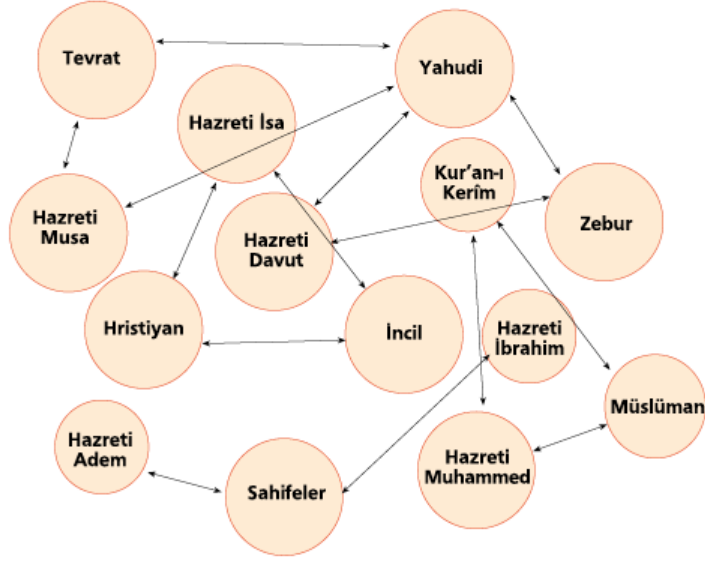 Tevrat
Yahudi
Hazreti İsa
Kur'an-ı
Kerîm
Hazreti
Musa
Zebur
Hazreti
Davut
Hristiyan
İncil
Hazreti
İbrahim
Müslüman
Hazreti
Adem
Hazreti
Muhammed
Sahifeler